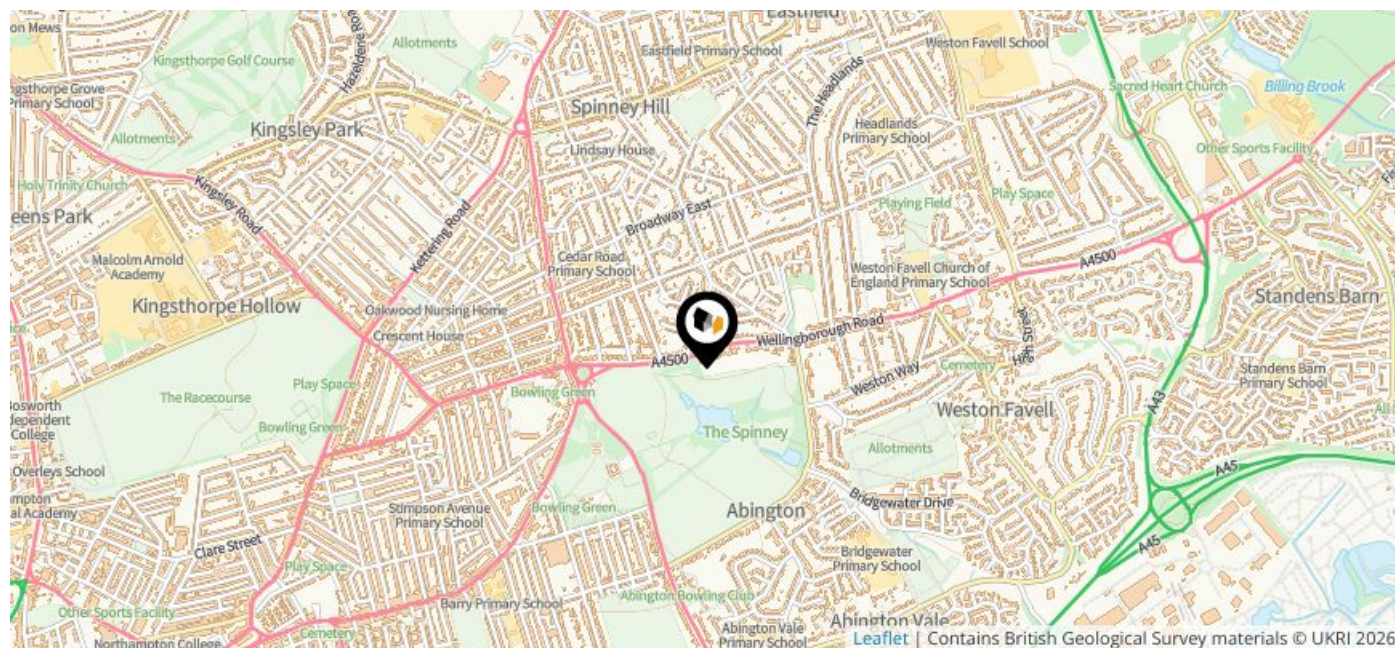 on Mews
Kingsthorpe Golf Course
Hazeldene Roa
Allotments
Eastfield
Eastfield Primary School
Weston Favell School
The Headlands
Sacred Heart Church
Billing Brook
ngsthorpe Grove
Primary School
Allotments
Kingsley Park
Spinney Hill
Lindsay House
Headlands
Primary School
Other Sports Facility
Holy Trinity Church
Kingsley Road
Kettering Road
Broadway East
Play Space
Playing Field
eens Park
Malcolm Arnold
Academy
Cedar Road
Primary School
Weston Favell Church of
England Primary School
A4500
Kingsthorpe Hollow
Oakwood Nursing Home
Crescent House
Standens Barn
Wellingborough Road
A4500
High Street
Cemetery
Weston Way
Standens Barn
Primary School
Play Space
The Racecourse
Bowling Green
Bowling Green
Bosworth
dependent
College
The Spinney
Weston Favell
A43
Allotments
Overleys School
mpton
al Academy
A45
Stimpson Avenue
Primary School
Bowling Green
Abington
Bridgewater Drive
Clare Street
A45
Play Space
Bridgewater
Primary School
Other Sports Facility
Barry Primary School
Abington Bowling Club
Northampton College
Cemetery
Abington Vale
Primary School
Abington Vale
Leaflet | Contains British Geological Survey materials © UKRI 2026